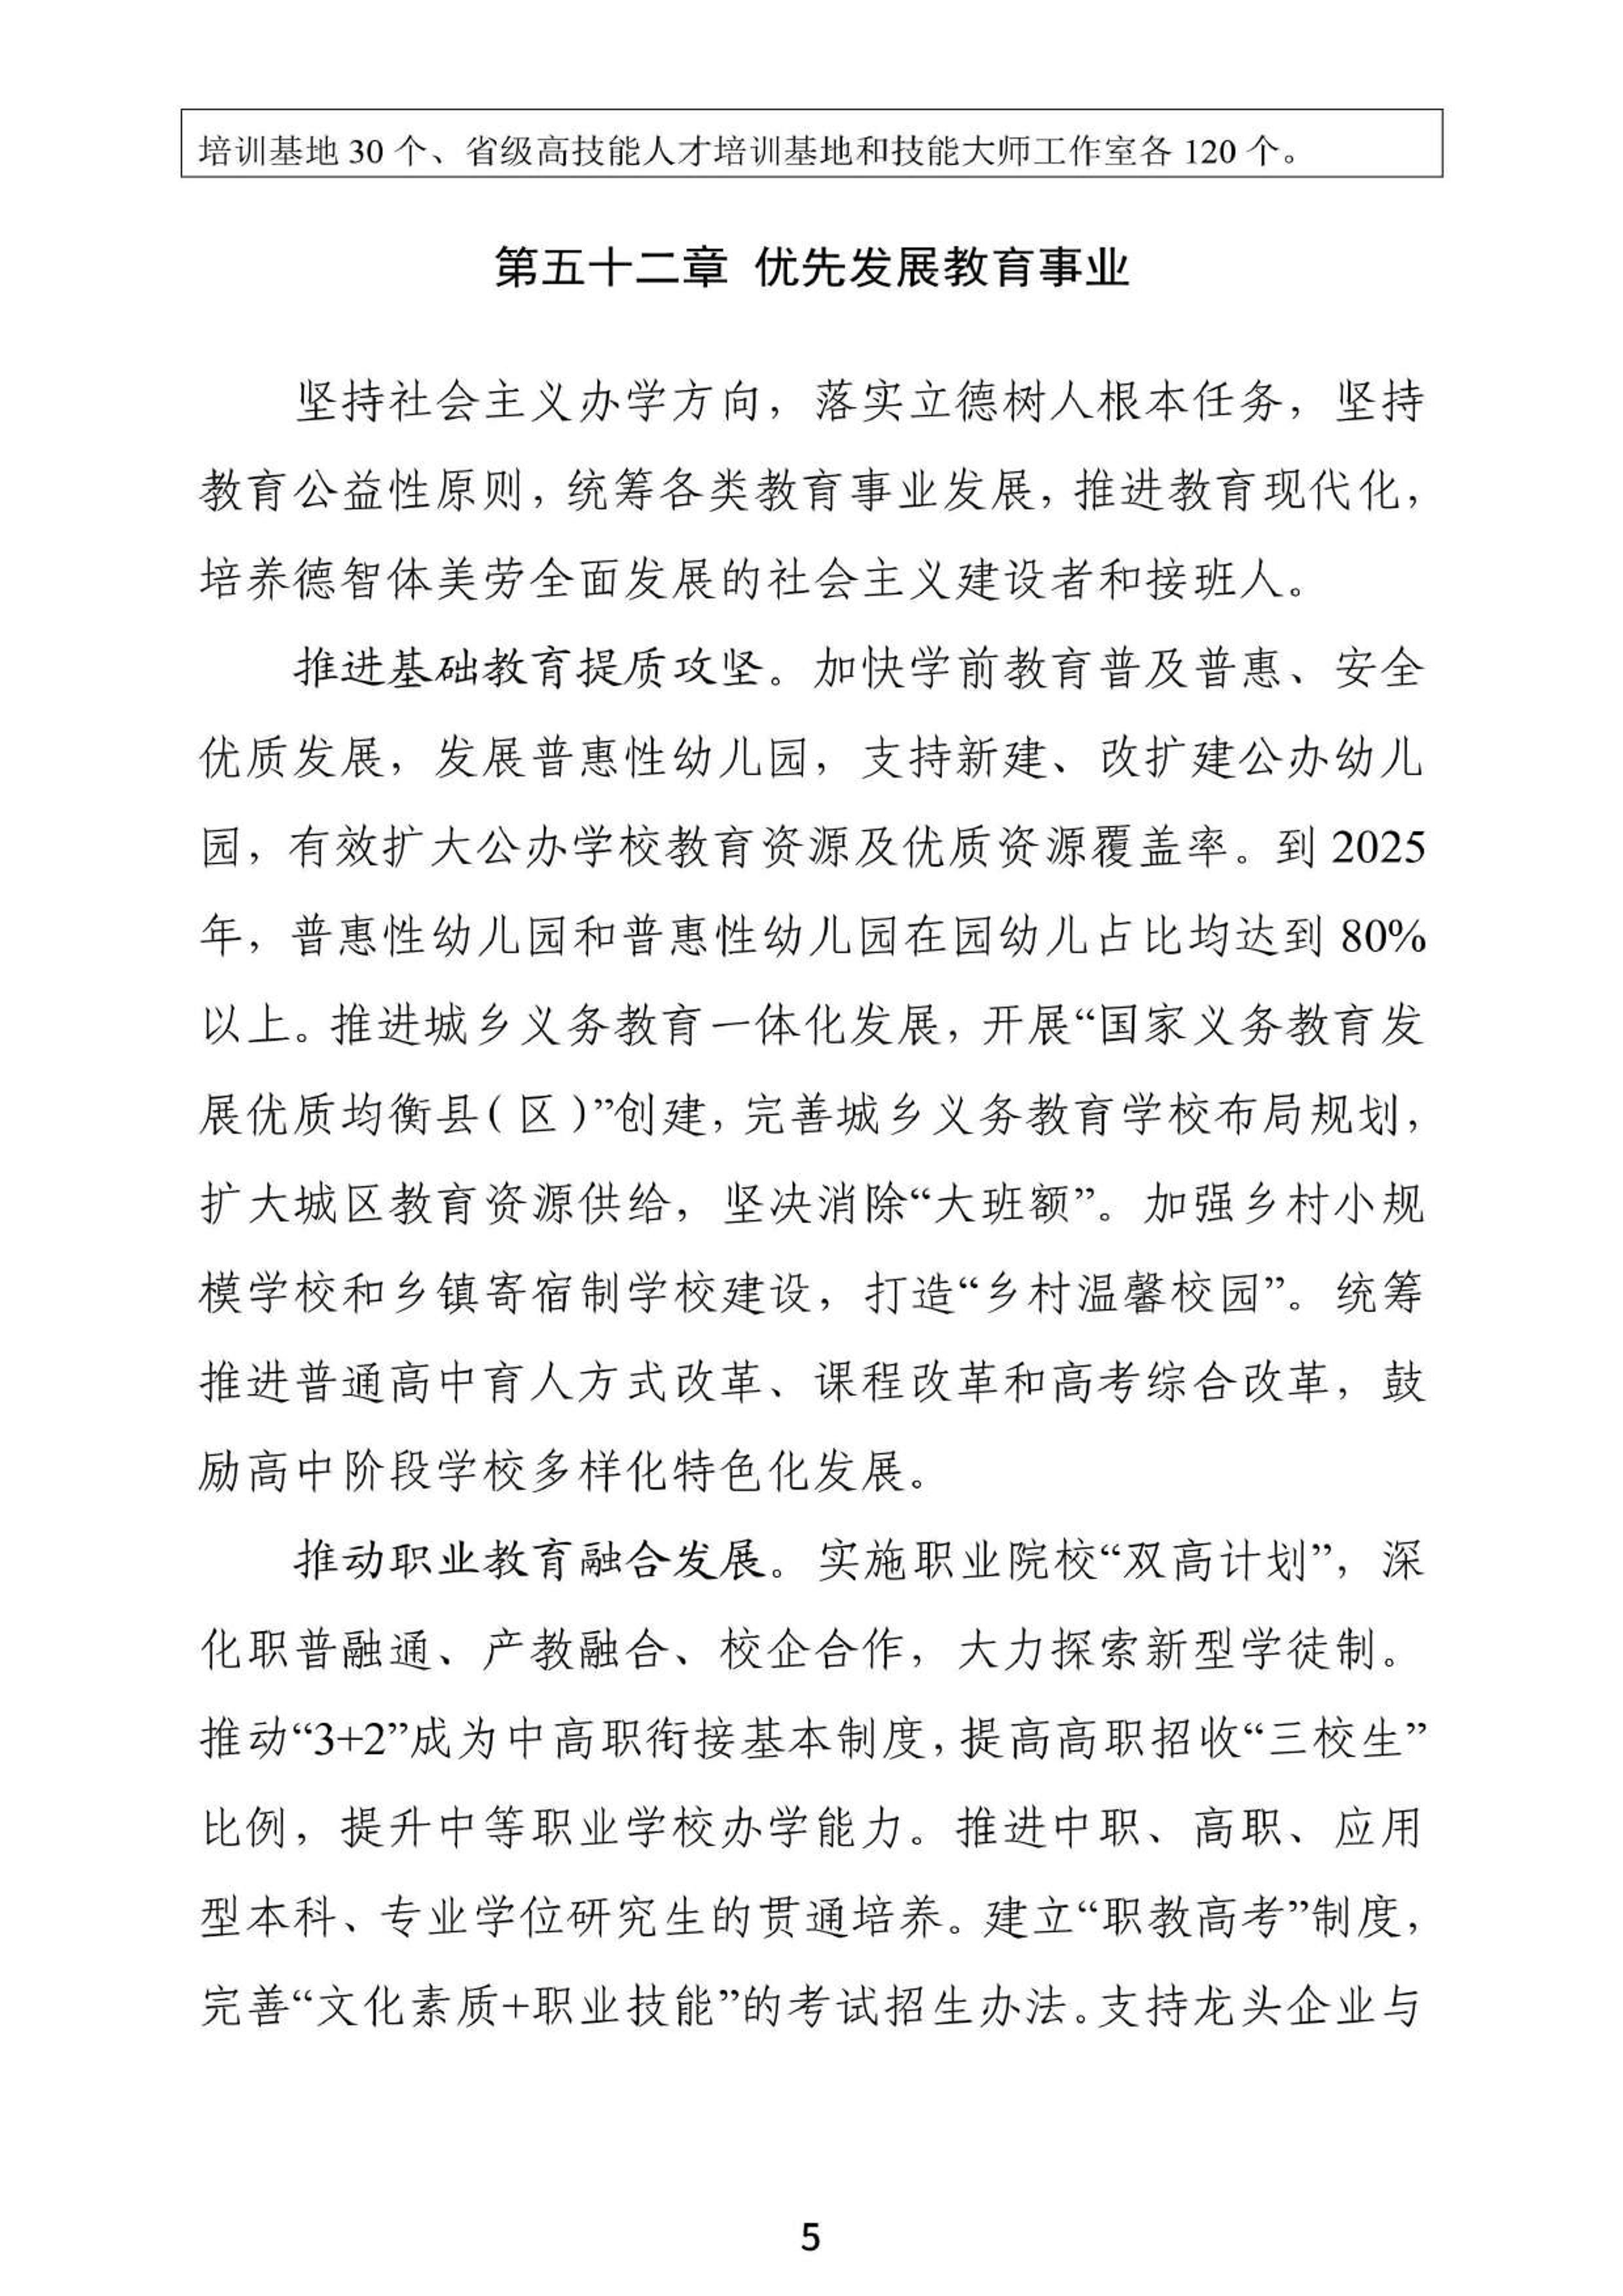 培训基地 30 个、省级高技能人才培训基地和技能大师工作室各 120 个。
第五十二章 优先发展教育事业
坚持社会主义办学方向，落实立德树人根本任务，坚持
教育公益性原则，统筹各类教育事业发展，推进教育现代化，
培养德智体美劳全面发展的社会主义建设者和接班人。
推进基础教育提质攻坚。加快学前教育普及普惠、安全
优质发展，发展普惠性幼儿园，支持新建、改扩建公办幼儿
园，有效扩大公办学校教育资源及优质资源覆盖率。到 2025
年，普惠性幼儿园和普惠性幼儿园在园幼儿占比均达到 80%
以上。推进城乡义务教育一体化发展，开展“国家义务教育发
展优质均衡县（区）”创建，完善城乡义务教育学校布局规划，
扩大城区教育资源供给，坚决消除“大班额”。加强乡村小规
模学校和乡镇寄宿制学校建设，打造“乡村温馨校园”。统筹
推进普通高中育人方式改革、课程改革和高考综合改革，鼓
励高中阶段学校多样化特色化发展。
推动职业教育融合发展。实施职业院校“双高计划”，深
化职普融通、产教融合、校企合作，大力探索新型学徒制。
推动“3+2”成为中高职衔接基本制度，提高高职招收“三校生”
比例，提升中等职业学校办学能力。推进中职、高职、应用
型本科、专业学位研究生的贯通培养。建立“职教高考”制度，
完善“文化素质+职业技能”的考试招生办法。支持龙头企业与
5